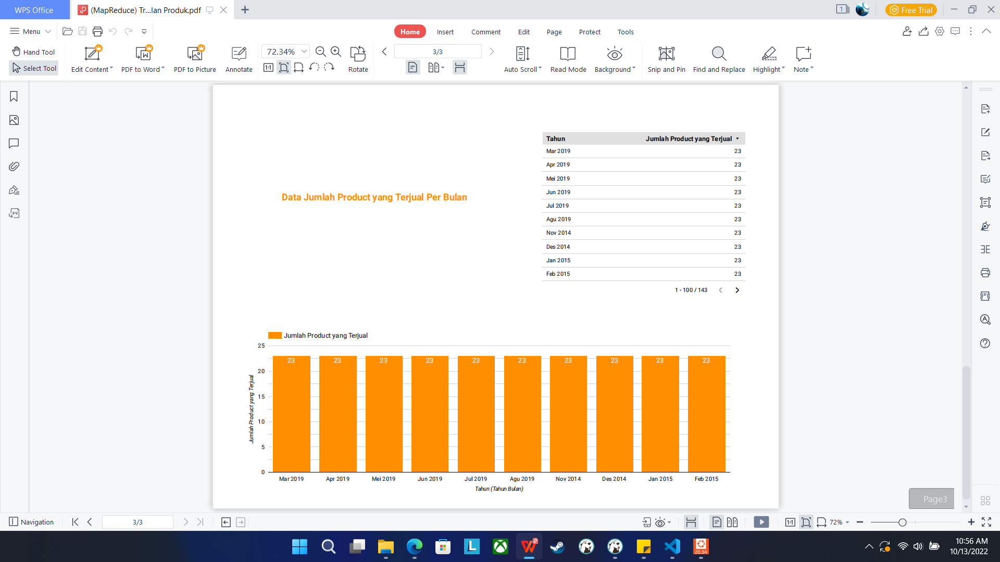 WPS Office
(MapReduce) Tr...lan Produk.pdf
1
Free Trial
Menu
Home
Insert
Comment
Edit
Page
Protect
Tools
Hand Tool
Select Tool
Edit Content
PDF to Word
PDF to Picture
Annotate
72.34%
1:1
Rotate
3/3
Auto Scroll
Read Mode
Background
Snip and Pin
Find and Replace
Highlight
Note
Data Jumlah Product yang Terjual Per Bulan
Tahun Jumlah Product yang Terjual
Mar 2019 23
Apr 2019 23
Mei 2019 23
Jun 2019 23
Jul 2019 23
Agu 2019 23
Nov 2014 23
Des 2014 23
Jan 2015 23
Feb 2015 23
1 - 100 / 143
Jumlah Product yang Terjual
25
20
15
10
5
0
Jumlah Product yang Terjual
23 23 23 23 23 23 23 23 23 23
Mar 2019 Apr 2019 Mei 2019 Jun 2019 Jul 2019 Agu 2019 Nov 2014 Des 2014 Jan 2015 Feb 2015
Tahun (Tahun Bulan)
Page3
Navigation
3/3
1:1
72%
L
20.04
10:56 AM
10/13/2022